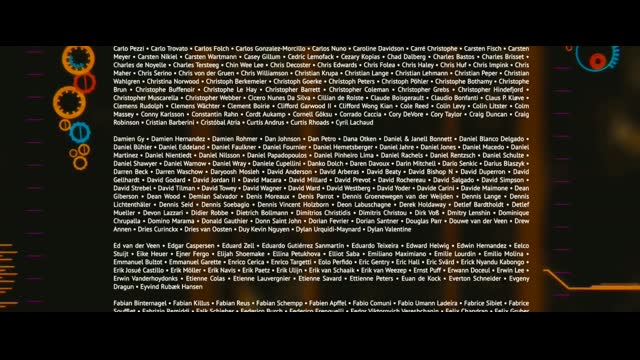 Carlo Pezzi • Carlo Trovato • Carlos Folch • Carlos Gonzalez-Morcillo • Carlos Nuno • Caroline Davidson • Carré Christophe • Carsten Fisch • Carsten
Meyer • Carsten Nikiel • Carsten Wartmann • Casey Gillum • Cedric Lemofack • Cezary Kopias • Chad Dalberg • Charles Bastos • Charles Brisset •
Charles de Noyelle • Charles Testeeg • Chin Wee Lee • Chris Decoster • Chris Edwards • Chris Folea • Chris Haley • Chris Huf • Chris Knipe • Chris
Maher • Chris Serino • Chris von der Gruen • Chris Williamson • Christian Krupa • Christian Lange • Christian Lehmann • Christian Peper • Christian
Wahlgren • Christina Norwood • Christoph Berkemeier • Christoph Goerke • Christoph Peters • Christoph Pöhler • Christophe Bothamy • Christophe
Brun • Christophe Buffenoir • Christophe Le Hay • Christopher Barrett • Christopher Coleman • Christopher Grebs • Christopher Hindefjord •
Christopher Muscarella • Christopher Webber • Cicero Nunes Da Silva • Cillian de Roiste • Claude Boisgerault • Claudio Bonfanti • Claus P. Kläwe •
Clemens Rudolph • Clemens Wächter • Clement Boirie • Clifford Garwood II • Clifford Wong Kian • Cole Reed • Colin Levy • Colin Litster • Colin
Massey • Conny Karlsson • Constantin Rahn • Cordt Aukamp • Cornell Göksu • Corrado Caccia • Cory DeVore • Cory Taylor • Craig Duncan • Craig
Robinson • Cristian Barberini • Cristóbal Atria • Curtis Andrus • Curtis Rhoads • Cyril Lachaud
Damien Gy • Damien Hernandez • Damien Rohmer • Dan Johnson • Dan Petro • Dana Otken • Daniel & Janell Bonnett • Daniel Blanco Delgado •
Daniel Bühler • Daniel Eddeland • Daniel Faulkner • Daniel Fournier • Daniel Hemetsberger • Daniel Jahre • Daniel Jones • Daniel Macedo • Daniel
Martinez • Daniel Nientiedt • Daniel Nilsson • Daniel Papadopoulos • Daniel Pinheiro Lima • Daniel Rachels • Daniel Rentzsch • Daniel Schulte •
Daniel Shawyer • Daniel Warnow • Daniel Wray • Daniele Cupellini • Danko Dolch • Daren Davoux • Darin Mitchell • Dario Senkic • Darius Blaszyk •
Darren Beck • Darren Waschow • Daryoosh Moslei • David Anderson • David Arberas • David Beaty • David Bishop N • David Duperron • David
Gellhardt • David Godard • David Jordan II • David Macara • David Millard • David Prevot • David Rochereau • David Salgado • David Simpson •
David Strebel • David Tilman • David Towey • David Wagner • David Ward • David Westberg • David Yoder • Davide Carini • Davide Maimone • Dean
Giberson • Dean Wood • Demian Salvador • Denis Moreaux • Denis Parrot • Dennis Groenewegen van der Weijden • Dennis Lange • Dennis
Lichtenthäler • Dennis Seid • Dennis Soebagio • Dennis Vincent Holzborn • Deon Labuschagne • Derek Holdaway • Detlef Bardtholdt • Detlef
Mueller • Devon Lazzari • Didier Robbe • Dietrich Bollmann • Dimitrios Christidis • Dimitris Christou • Dirk Voß • Dmitry Lenshin • Dominique
Chrupala • Domino Marama • Donald Gauthier • Donn Saint John • Dorian Fevrier • Dorian Santner • Douglas Parr • Douwe van der Veen • Drew
Annen • Dries Curinckx • Dries van Oosten • Duy Kevin Nguyen • Dylan Urquidi-Maynard • Dylan Valentine
Ed van der Veen • Edgar Caspersen • Eduard Zell • Eduardo Gutiérrez Sanmartín • Eduardo Teixeira • Edward Helwig • Edwin Hernandez • Eelco
Stuijt • Eike Heuer • Ejner Fergo • Elijah Shoemake • Ellina Petukhova • Elliot Saba • Emiliano Maximiano • Emilie Lourdin • Emilio Molina •
Emmanuel Bultot • Emmanuel Garette • Enrico Cerica • Enrico Targetti • Eolo Perfido • Eric Gentry • Eric Hall • Eric Svärd • Erick Nyandu Kabongo •
Erik Josué Castillo • Erik Möller • Erik Navis • Erik Paetz • Erik Ulijn • Erik van Schaaik • Erik van Weezep • Ernst Puff • Erwann Doceul • Erwin Lee •
Erwin Vanderhoydonks • Etienne Colas • Etienne Lauvergnier • Etienne Savard • Ettienne Peters • Euan de Kock • Everton Schneider • Evgeny
Dragun • Eyvind Rubæk Hansen
Fabian Binternagel • Fabian Killus • Fabian Reus • Fabian Schempp • Fabien Apffel • Fabio Comuni • Fabio Umann Ladeira • Fabrice Sibiet • Fabrice